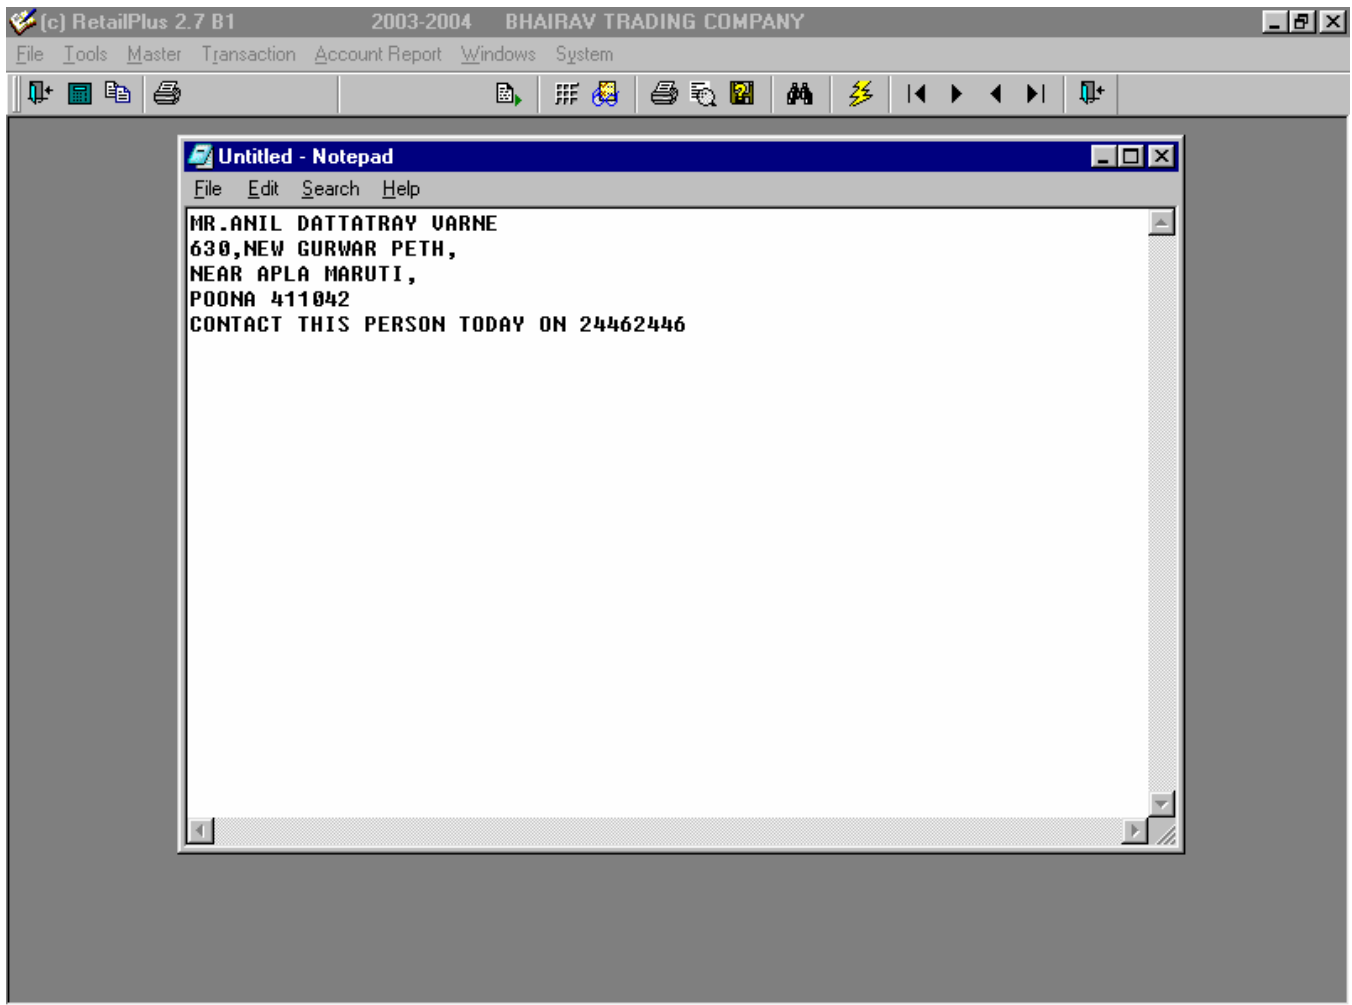 (c) RetailPlus 2.7 B1 2003-2004 BHAIRAV TRADING COMPANY
File Tools Master Transaction Account Report Windows System
Untitled - Notepad
File Edit Search Help
MR.ANIL DATTATRAY VARNE
630,NEW GURWAR PETH,
NEAR APLA MARUTI,
POONA 411042
CONTACT THIS PERSON TODAY ON 24462446